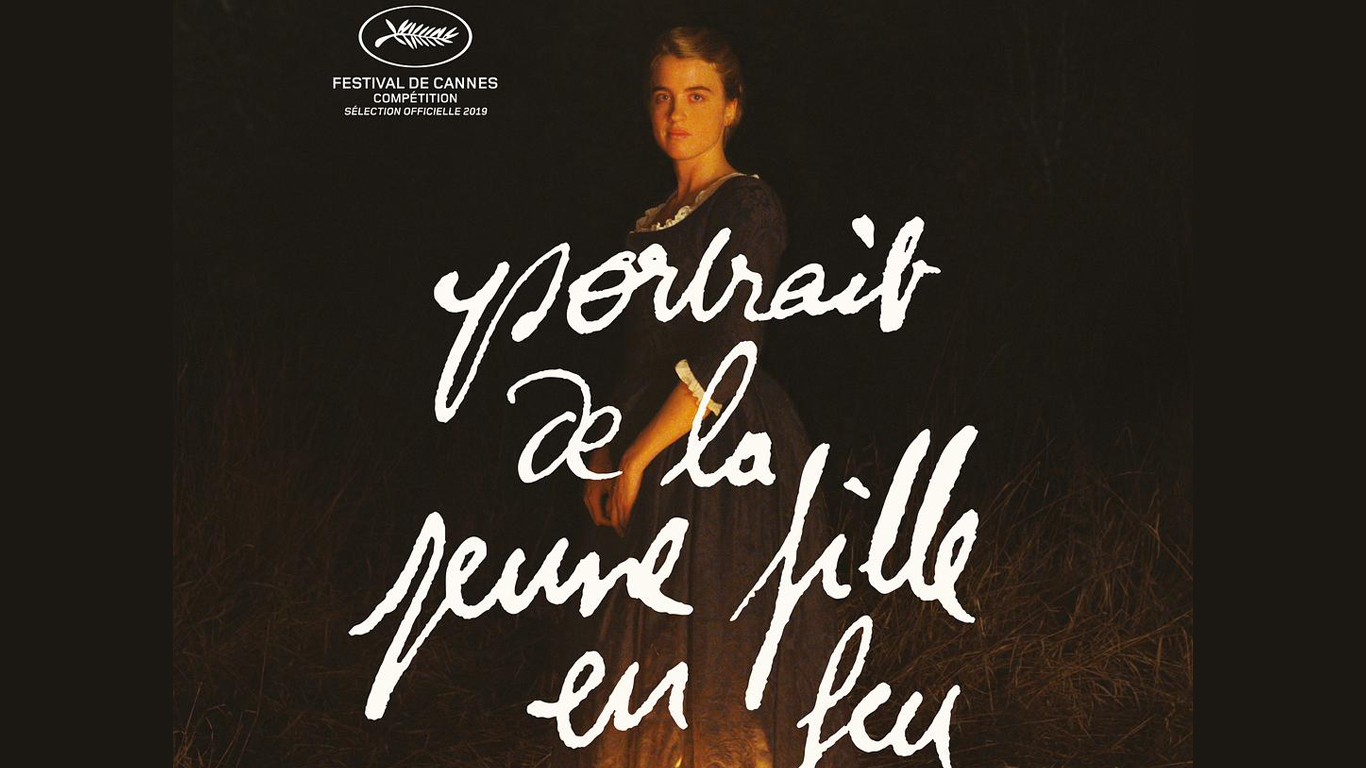 FESTIVAL DE CANNES
COMPÉTITION
SÉLECTION OFFICIELLE 2019
portrait
de la
jeune fille
en feu